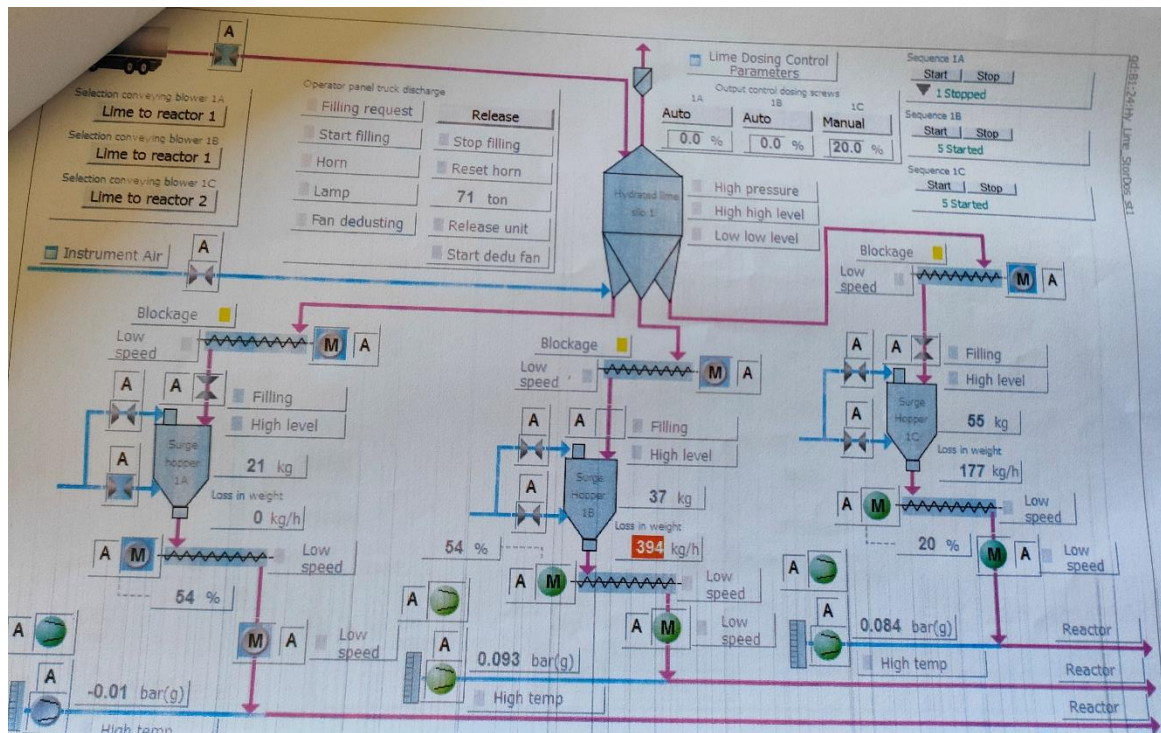 A
Selection conveying blower 1A
Lime to reactor 1
Selection conveying blower 1B
Lime to reactor 1
Selection conveying blower 1C
Lime to reactor 2
Operator panel truck discharge
Filling request
Release
Start filling
Stop filling
Horn
Reset horn
Lamp
71 ton
Fan dedusting
Release unit
Start dedu fan
Hydrated lime
silo 1
Lime Dosing Control
Parameters
Output control dosing screws
1A 1B 1C
Auto Auto Manual
0.0 % 0.0 % 20.0 %
High pressure
High high level
Low low level
Sequence 1A
Start Stop
1 Stopped
Sequence 1B
Start Stop
5 Started
Sequence 1C
Start Stop
5 Started
Instrument Air
A
Blockage
Low
speed
M A
A A
Filling
High level
A
Surge
hopper
1A
21 kg
Loss in weight
0 kg/h
A M
Low
speed
54 %
M A
Low
speed
A
A
-0.01 bar(g)
High temp
Blockage
Low
speed
M A
A A
Filling
High level
A
Surge
Hopper
1B
37 kg
Loss in weight
394 kg/h
54 %
A M
Low
speed
A M
Low
speed
A
A
0.093 bar(g)
High temp
Blockage
Low
speed
M A
A A
Filling
High level
A
Surge
Hopper
1C
55 kg
Loss in weight
177 kg/h
A M
Low
speed
20 %
M A
Low
speed
A
A
0.084 bar(g)
High temp
Reactor
Reactor
Reactor